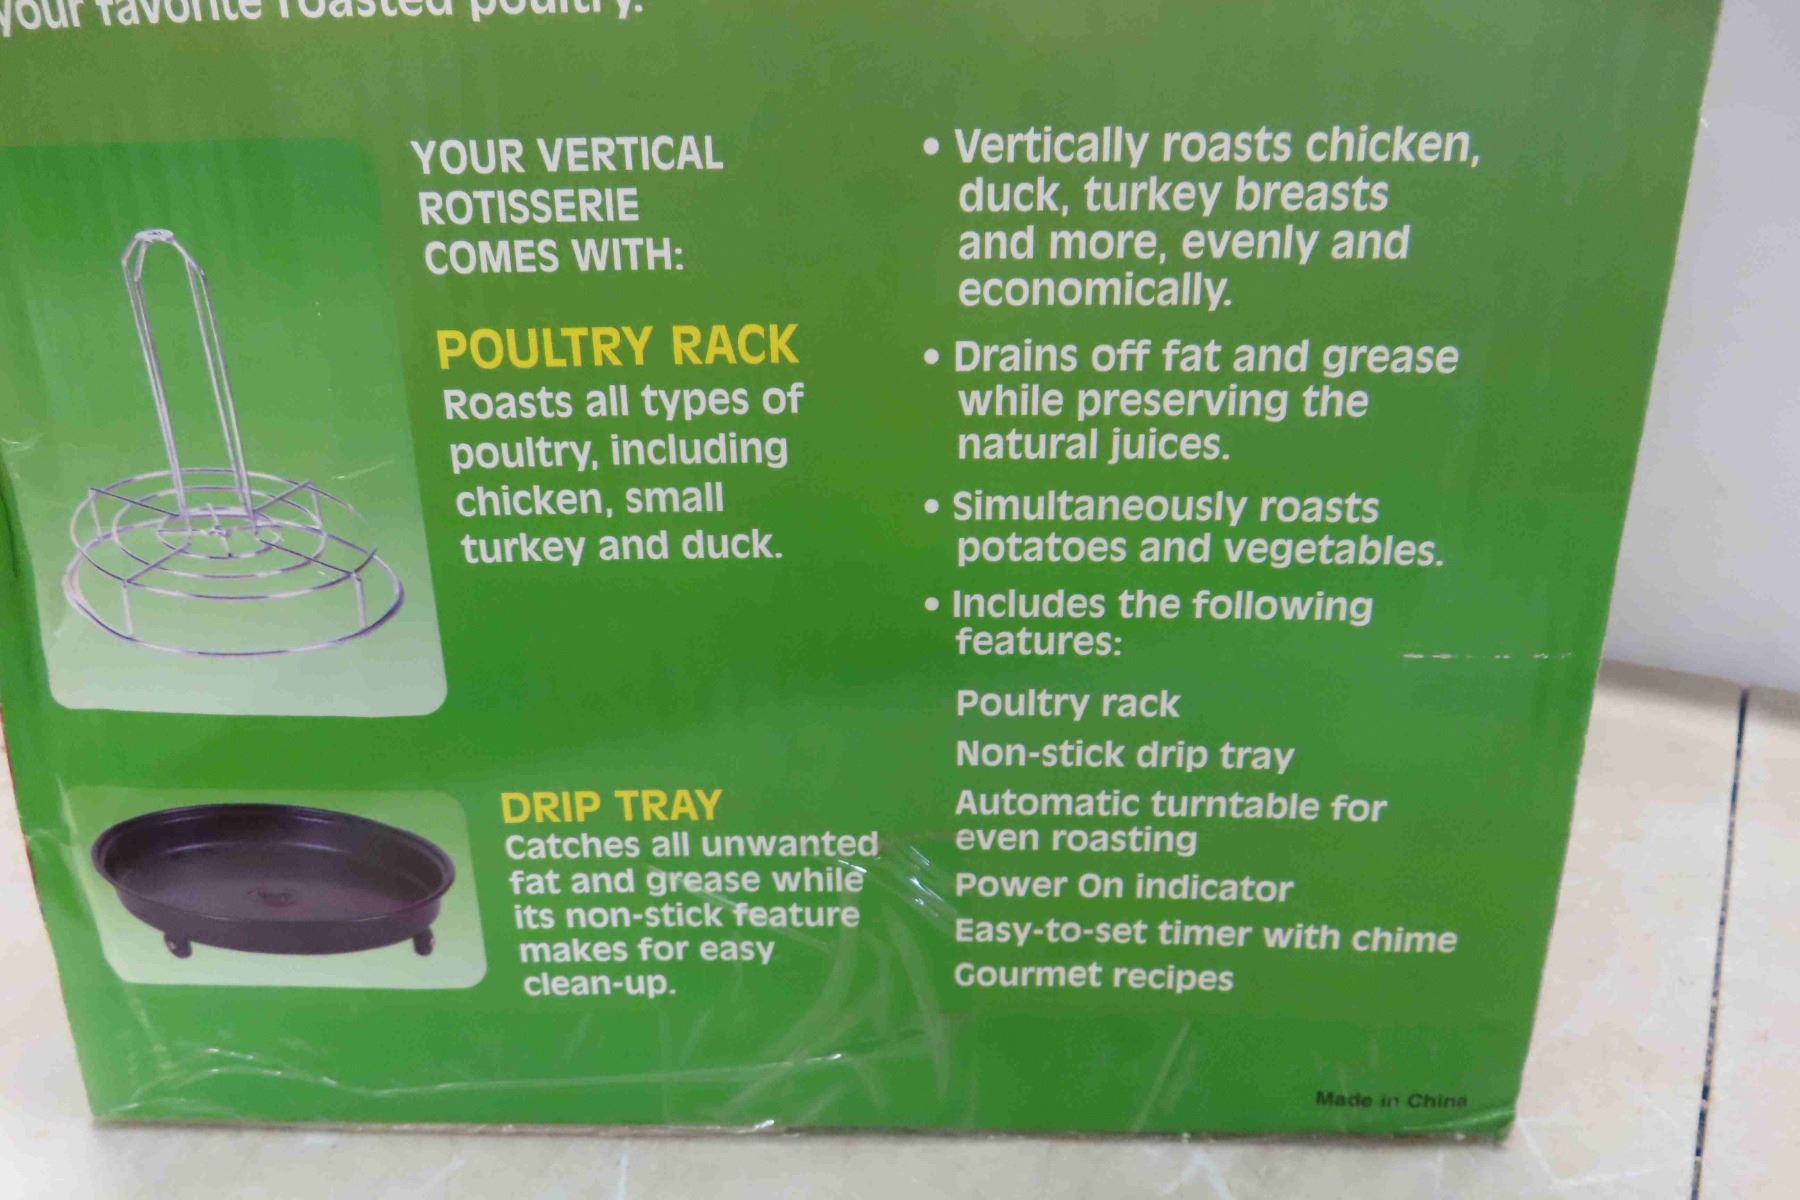 your favorite roasted poultry.
YOUR VERTICAL
ROTISSERIE
COMES WITH:
POULTRY RACK
Roasts all types of
poultry, including
chicken, small
turkey and duck.
DRIP TRAY
Catches all unwanted
fat and grease while
its non-stick feature
makes for easy
clean-up.
• Vertically roasts chicken,
duck, turkey breasts
and more, evenly and
economically.
• Drains off fat and grease
while preserving the
natural juices.
• Simultaneously roasts
potatoes and vegetables.
• Includes the following
features:
Poultry rack
Non-stick drip tray
Automatic turntable for
even roasting
Power On indicator
Easy-to-set timer with chime
Gourmet recipes
Made in China